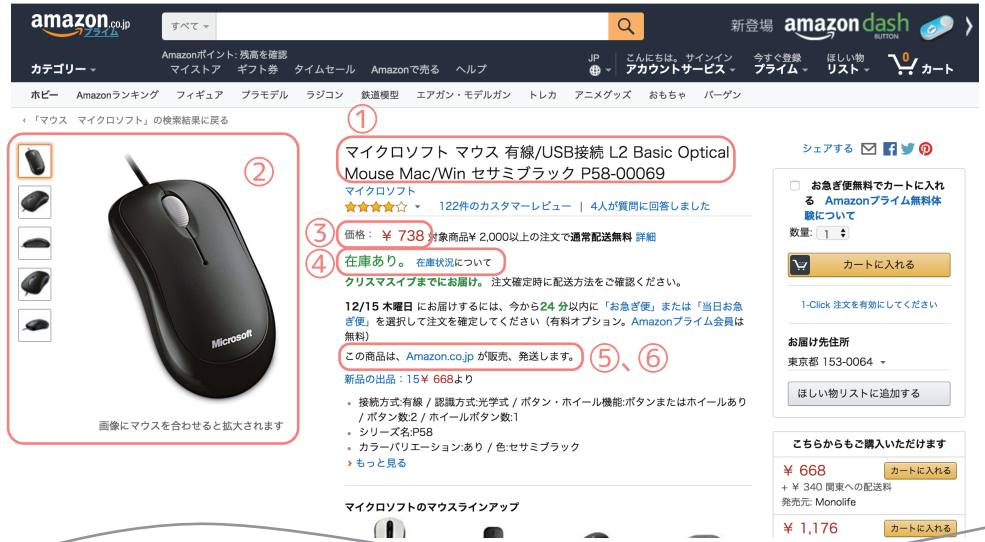 amazon.co.jp
プライム
すべて
新登場 amazon dash
BUTTON
カテゴリー
Amazonポイント: 残高を確認
マイストア ギフト券 タイムセール Amazonで売る ヘルプ
JP
こんにちは。サインイン
アカウントサービス
今すぐ登録
プライム
ほしい物
リスト
0
カート
ホビー Amazonランキング フィギュア プラモデル ラジコン 鉄道模型 エアガン・モデルガン トレカ アニメグッズ おもちゃ バーゲン
‹ 「マウス マイクロソフト」の検索結果に戻る
②
Microsoft
画像にマウスを合わせると拡大されます
①
マイクロソフト マウス 有線/USB接続 L2 Basic Optical
Mouse Mac/Win セサミブラック P58-00069
マイクロソフト
122件のカスタマーレビュー | 4人が質問に回答しました
③
価格: ¥ 738 対象商品¥ 2,000以上の注文で通常配送無料 詳細
④
在庫あり。 在庫状況について
クリスマスイブまでにお届け。 注文確定時に配送方法をご確認ください。
12/15 木曜日 にお届けするには、今から24 分以内に「お急ぎ便」または「当日お急
ぎ便」を選択して注文を確定してください（有料オプション。Amazonプライム会員は
無料）
この商品は、Amazon.co.jp が販売、発送します。
⑤、⑥
新品の出品：15¥ 668より
• 接続方式:有線 / 認識方式:光学式 / ボタン・ホイール機能:ボタンまたはホイールあり
/ ボタン数:2 / ホイールボタン数:1
• シリーズ名:P58
• カラーバリエーション:あり / 色:セサミブラック
› もっと見る
マイクロソフトのマウスラインアップ
シェアする
お急ぎ便無料でカートに入れ
る Amazonプライム無料体
験について
数量: 1
カートに入れる
1-Click 注文を有効にしてください
お届け先住所
東京都 153-0064
ほしい物リストに追加する
こちらからもご購入いただけます
¥ 668
カートに入れる
+ ¥ 340 関東への配送料
発売元: Monolife
¥ 1,176
カートに入れる